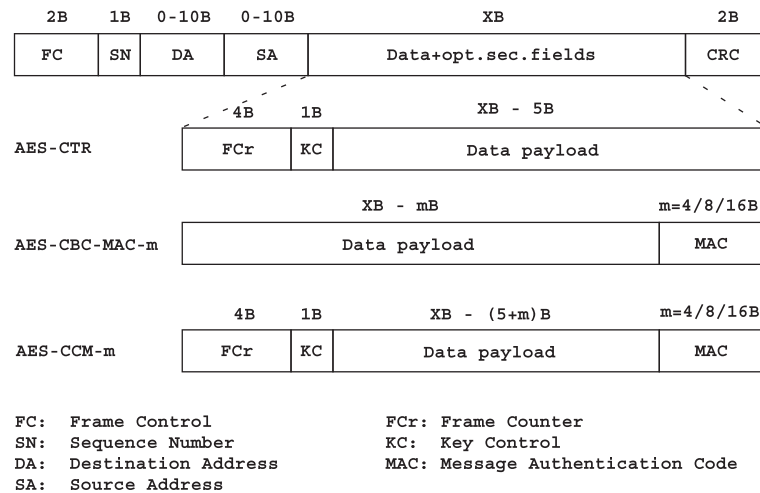 2B 1B 0-10B 0-10B XB 2B
FC SN DA SA Data+opt.sec.fields CRC
4B 1B XB - 5B
AES-CTR FCr KC Data payload
XB - mB m=4/8/16B
AES-CBC-MAC-m Data payload MAC
4B 1B XB - (5+m)B m=4/8/16B
AES-CCM-m FCr KC Data payload MAC
FC: Frame Control FCr: Frame Counter
SN: Sequence Number KC: Key Control
DA: Destination Address MAC: Message Authentication Code
SA: Source Address